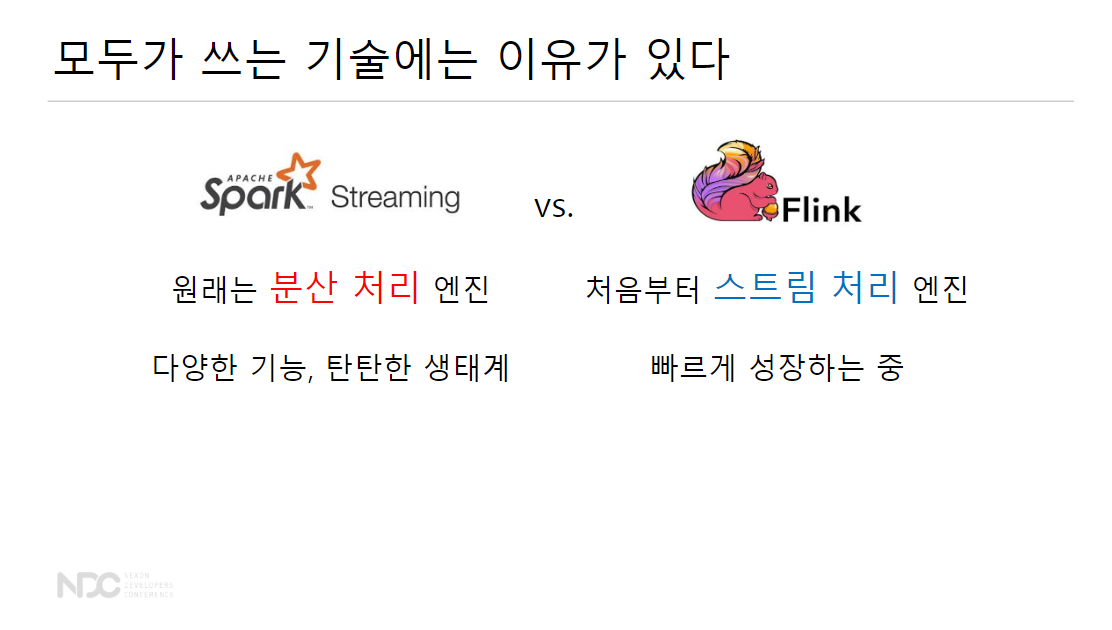 모두가 쓰는 기술에는 이유가 있다
APACHE
Spark™ Streaming
vs.
Flink
원래는 분산 처리 엔진
처음부터 스트림 처리 엔진
다양한 기능, 탄탄한 생태계
빠르게 성장하는 중
NDC
NEXON
DEVELOPERS
CONFERENCE